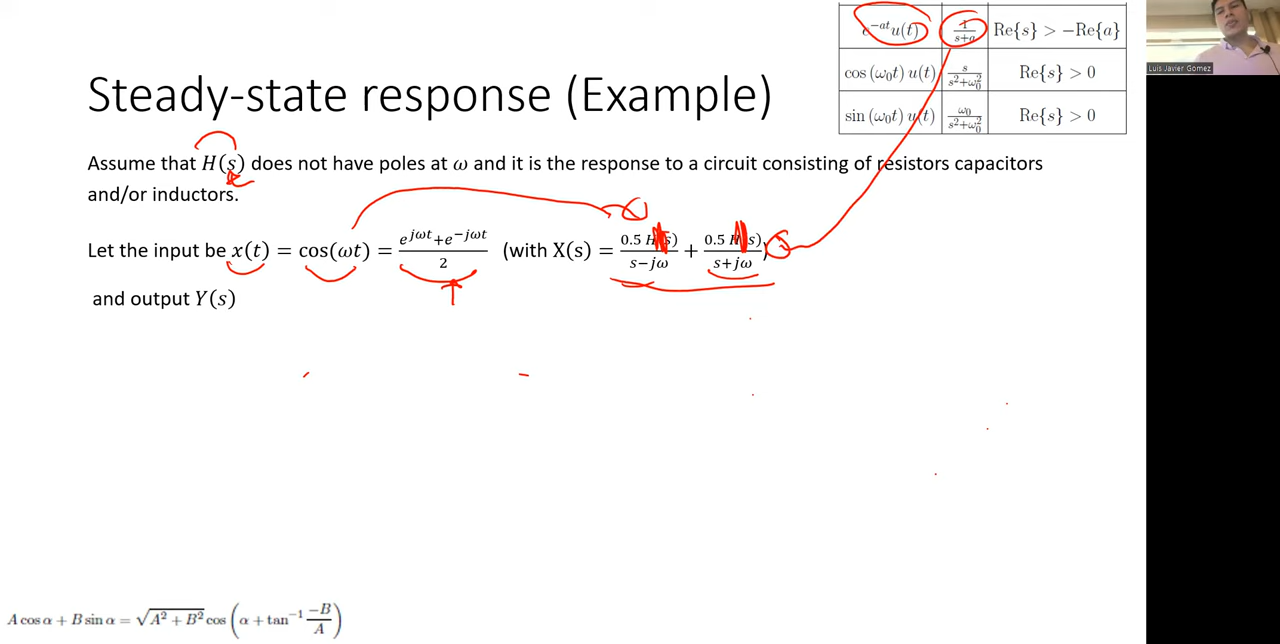 e^{-at}u(t) 1/(s+a) Re{s} > −Re{a}
cos (ω₀t) u(t) s/(s²+ω₀²) Re{s} > 0
sin (ω₀t) u(t) ω₀/(s²+ω₀²) Re{s} > 0
Luis Javier Gomez
Steady-state response (Example)
Assume that H(s) does not have poles at ω and it is the response to a circuit consisting of resistors capacitors
and/or inductors.
Let the input be x(t) = cos(ωt) = (e^{jωt}+e^{−jωt})/2 (with X(s) = 0.5 H(s)/(s−jω) + 0.5 H(s)/(s+jω))
and output Y(s)
A cos α + B sin α = √(A² + B²) cos (α + tan⁻¹ (−B/A))